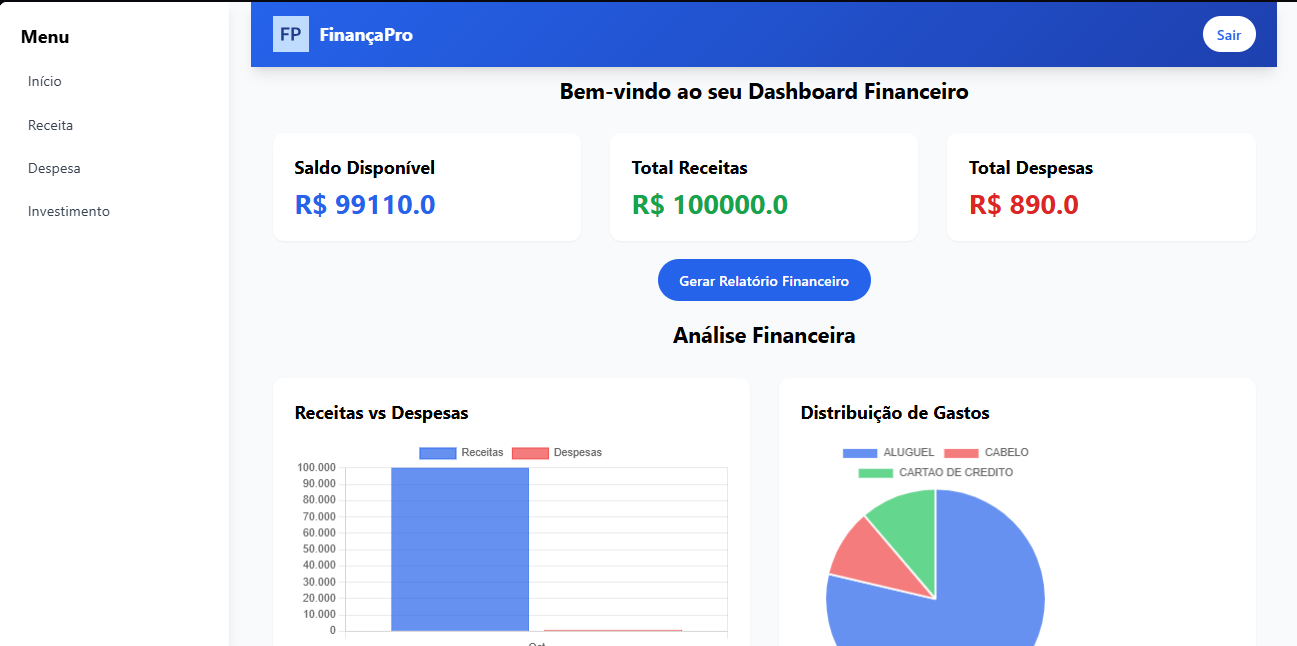 Menu
Início
Receita
Despesa
Investimento
FP FinançaPro
Sair
Bem-vindo ao seu Dashboard Financeiro
Saldo Disponível
R$ 99110.0
Total Receitas
R$ 100000.0
Total Despesas
R$ 890.0
Gerar Relatório Financeiro
Análise Financeira
Receitas vs Despesas
Receitas Despesas
100.000
90.000
80.000
70.000
60.000
50.000
40.000
30.000
20.000
10.000
0
Distribuição de Gastos
ALUGUEL CABELO
CARTAO DE CREDITO